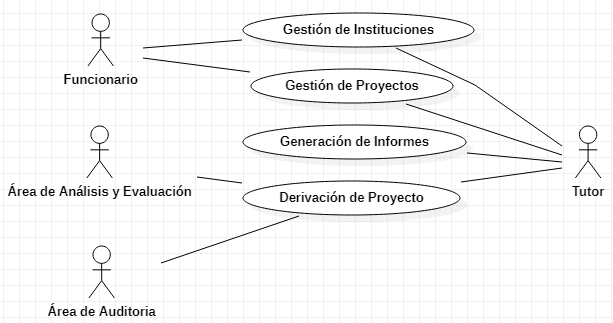 Gestión de Instituciones
Funcionario
Gestión de Proyectos
Generación de Informes
Área de Análisis y Evaluación
Tutor
Derivación de Proyecto
Área de Auditoria